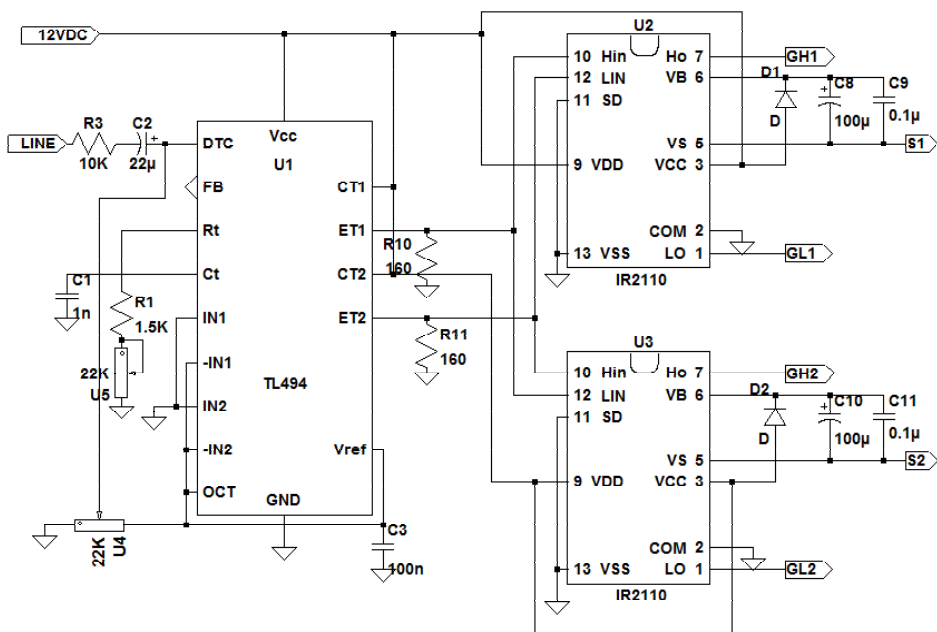 12VDC
LINE
R3
10K
C2
+
22µ
DTC
Vcc
U1
FB
CT1
Rt
ET1
Ct
CT2
IN1
ET2
-IN1
TL494
IN2
-IN2
Vref
OCT
GND
C1
1n
R1
1.5K
22K
U5
22K
U4
C3
100n
R10
160
R11
160
U2
10 Hin
Ho 7
GH1
12 LIN
VB 6
11 SD
D1
D
C8
+
100µ
C9
0.1µ
VS 5
S1
9 VDD
VCC 3
COM 2
13 VSS
LO 1
GL1
IR2110
U3
10 Hin
Ho 7
GH2
12 LIN
VB 6
11 SD
D2
D
C10
+
100µ
C11
0.1µ
VS 5
S2
9 VDD
VCC 3
COM 2
13 VSS
LO 1
GL2
IR2110